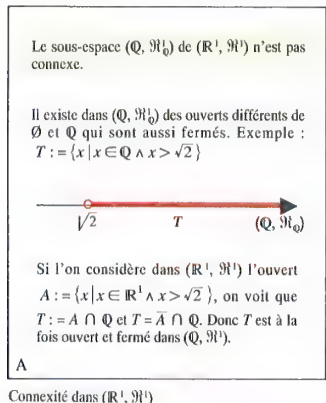 Le sous-espace (ℚ, ℜ¹_ℚ) de (ℝ¹, ℜ¹) n'est pas
connexe.
Il existe dans (ℚ, ℜ¹_ℚ) des ouverts différents de
Ø et ℚ qui sont aussi fermés. Exemple :
T : = {x | x ∈ ℚ ∧ x > √2 }
√2 T (ℚ, ℜ_ℚ)
Si l'on considère dans (ℝ¹, ℜ¹) l'ouvert
A : = {x | x ∈ ℝ¹ ∧ x > √2 }, on voit que
T : = A ∩ ℚ et T = A̅ ∩ ℚ. Donc T est à la
fois ouvert et fermé dans (ℚ, ℜ¹).
A
Connexité dans (ℝ¹, ℜ¹)